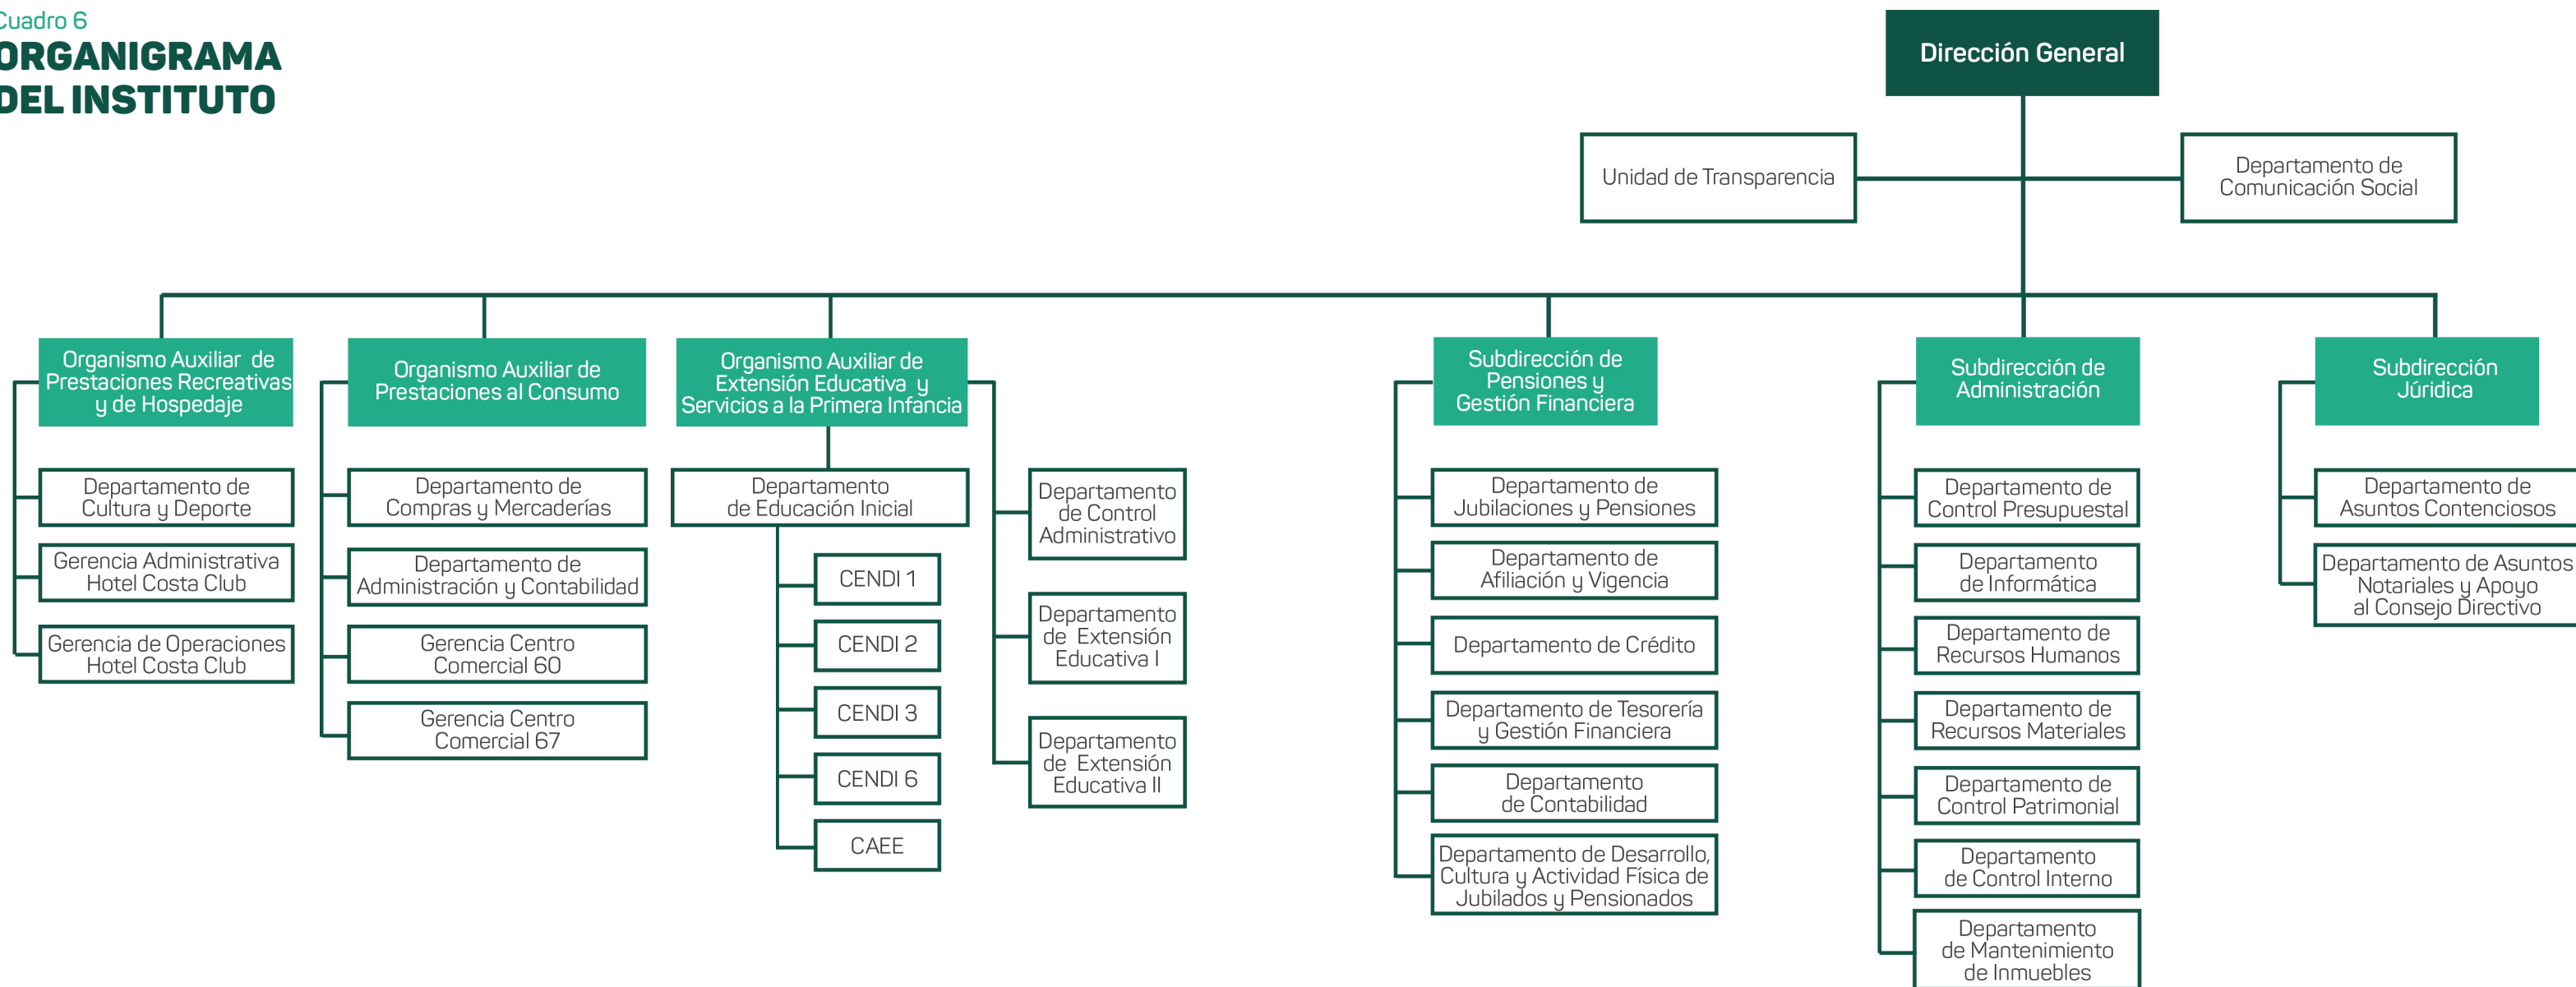 Cuadro 6
ORGANIGRAMA
DEL INSTITUTO
Dirección General
Unidad de Transparencia
Departamento de
Comunicación Social
Organismo Auxiliar de
Prestaciones Recreativas
y de Hospedaje
Departamento de
Cultura y Deporte
Gerencia Administrativa
Hotel Costa Club
Gerencia de Operaciones
Hotel Costa Club
Organismo Auxiliar de
Prestaciones al Consumo
Departamento de
Compras y Mercaderías
Departamento de
Administración y Contabilidad
Gerencia Centro
Comercial 60
Gerencia Centro
Comercial 67
Organismo Auxiliar de
Extensión Educativa y
Servicios a la Primera Infancia
Departamento
de Educación Inicial
CENDI 1
CENDI 2
CENDI 3
CENDI 6
CAEE
Departamento
de Control
Administrativo
Departamento
de Extensión
Educativa I
Departamento
de Extensión
Educativa II
Subdirección de
Pensiones y
Gestión Financiera
Departamento de
Jubilaciones y Pensiones
Departamento de
Afiliación y Vigencia
Departamento de Crédito
Departamento de Tesorería
y Gestión Financiera
Departamento
de Contabilidad
Departamento de Desarrollo,
Cultura y Actividad Física de
Jubilados y Pensionados
Subdirección de
Administración
Departamento de
Control Presupuestal
Departamento
de Informática
Departamento de
Recursos Humanos
Departamento de
Recursos Materiales
Departamento de
Control Patrimonial
Departamento
de Control Interno
Departamento
de Mantenimiento
de Inmuebles
Subdirección
Júridica
Departamento de
Asuntos Contenciosos
Departamento de Asuntos
Notariales y Apoyo
al Consejo Directivo